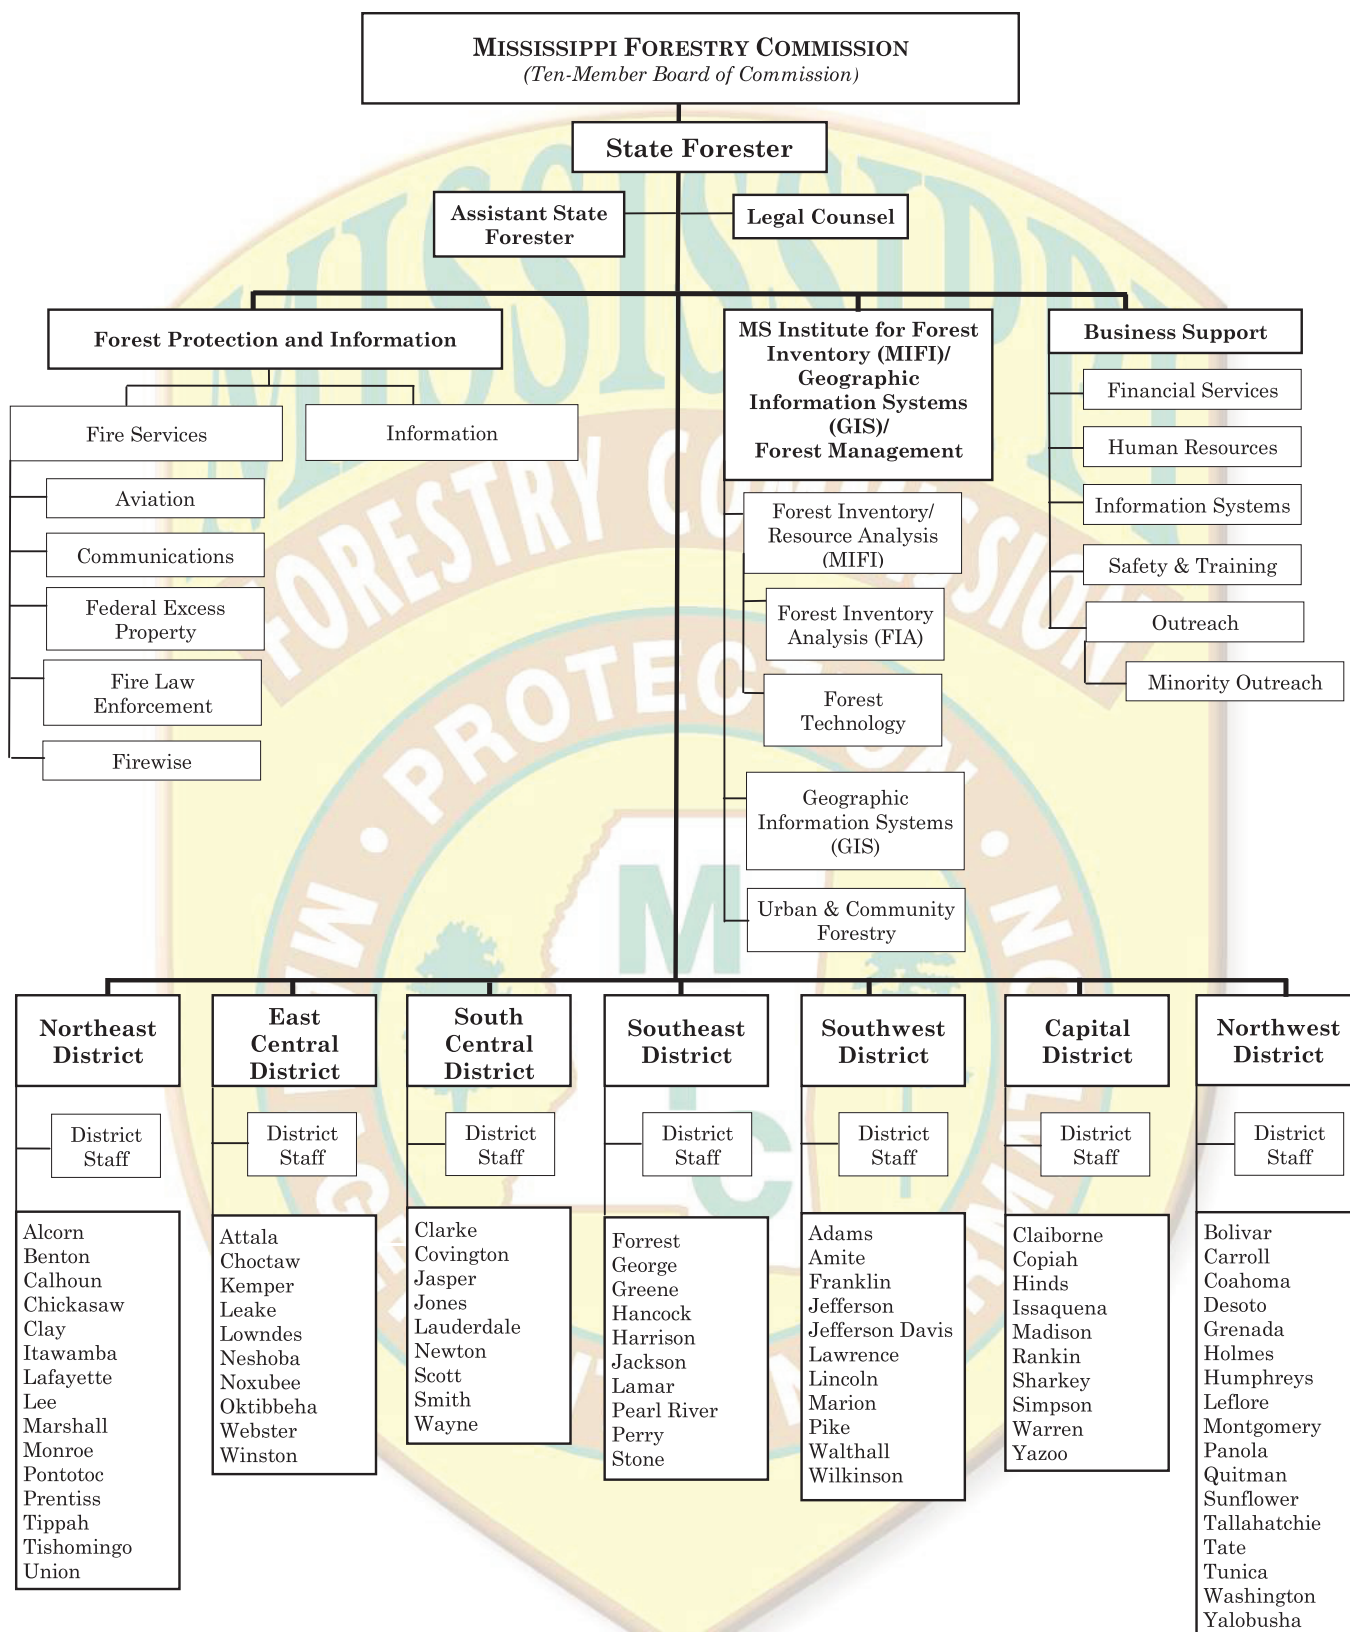 MISSISSIPPI FORESTRY COMMISSION
(Ten-Member Board of Commission)
State Forester
Assistant State
Forester
Legal Counsel
Forest Protection and Information
Fire Services
Information
Aviation
Communications
Federal Excess
Property
Fire Law
Enforcement
Firewise
MS Institute for Forest
Inventory (MIFI)/
Geographic
Information Systems
(GIS)/
Forest Management
Forest Inventory/
Resource Analysis
(MIFI)
Forest Inventory
Analysis (FIA)
Forest
Technology
Geographic
Information Systems
(GIS)
Urban & Community
Forestry
Business Support
Financial Services
Human Resources
Information Systems
Safety & Training
Outreach
Minority Outreach
Northeast
District
District
Staff
Alcorn
Benton
Calhoun
Chickasaw
Clay
Itawamba
Lafayette
Lee
Marshall
Monroe
Pontotoc
Prentiss
Tippah
Tishomingo
Union
East
Central
District
District
Staff
Attala
Choctaw
Kemper
Leake
Lowndes
Neshoba
Noxubee
Oktibbeha
Webster
Winston
South
Central
District
District
Staff
Clarke
Covington
Jasper
Jones
Lauderdale
Newton
Scott
Smith
Wayne
Southeast
District
District
Staff
Forrest
George
Greene
Hancock
Harrison
Jackson
Lamar
Pearl River
Perry
Stone
Southwest
District
District
Staff
Adams
Amite
Franklin
Jefferson
Jefferson Davis
Lawrence
Lincoln
Marion
Pike
Walthall
Wilkinson
Capital
District
District
Staff
Claiborne
Copiah
Hinds
Issaquena
Madison
Rankin
Sharkey
Simpson
Warren
Yazoo
Northwest
District
District
Staff
Bolivar
Carroll
Coahoma
Desoto
Grenada
Holmes
Humphreys
Leflore
Montgomery
Panola
Quitman
Sunflower
Tallahatchie
Tate
Tunica
Washington
Yalobusha
MISSISSIPPI
FORESTRY COMMISSION
PROTECTION